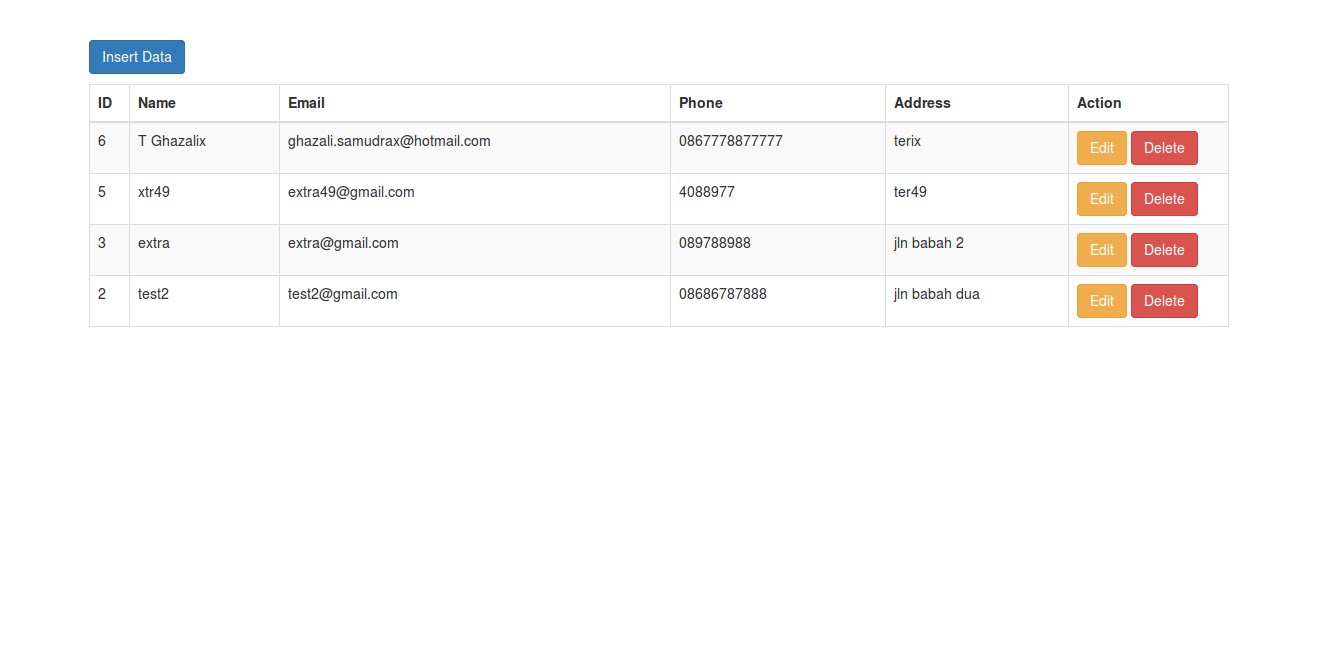 Insert Data
ID Name Email Phone Address Action
6 T Ghazalix ghazali.samudrax@hotmail.com 0867778877777 terix Edit Delete
5 xtr49 extra49@gmail.com 4088977 ter49 Edit Delete
3 extra extra@gmail.com 089788988 jln babah 2 Edit Delete
2 test2 test2@gmail.com 08686787888 jln babah dua Edit Delete